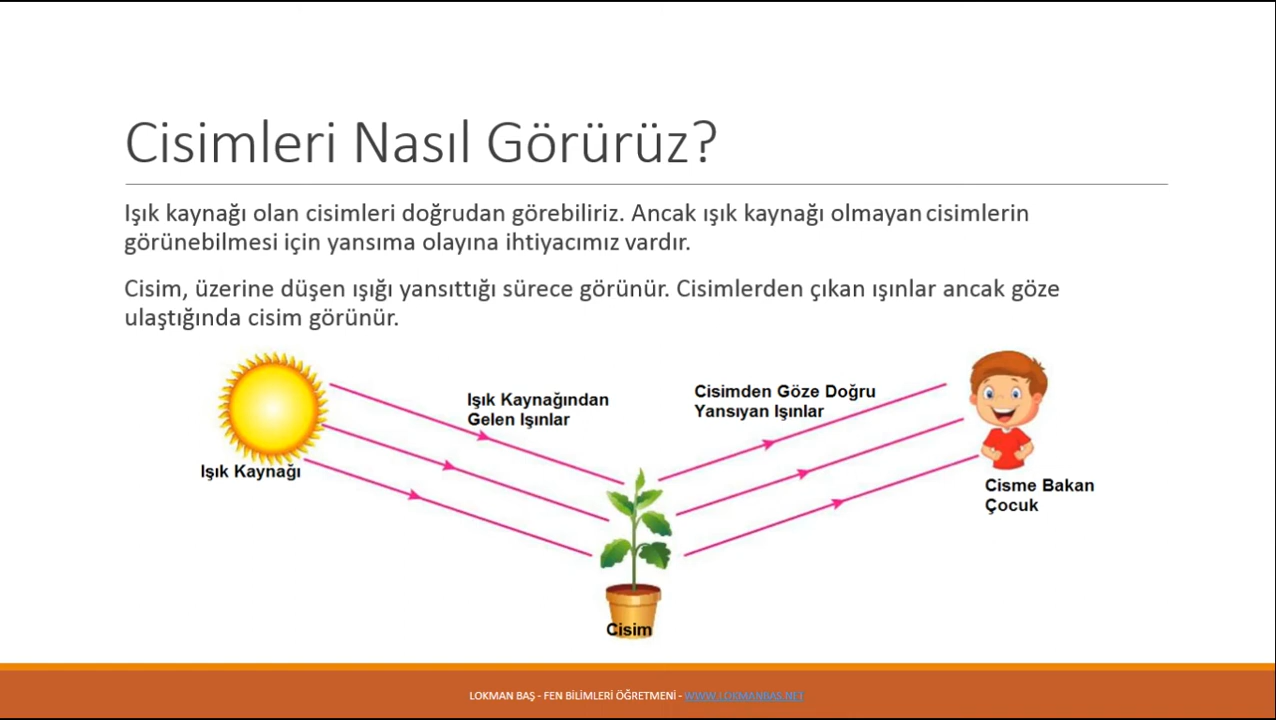 Cisimleri Nasıl Görürüz?
Işık kaynağı olan cisimleri doğrudan görebiliriz. Ancak ışık kaynağı olmayan cisimlerin
görünebilmesi için yansıma olayına ihtiyacımız vardır.
Cisim, üzerine düşen ışığı yansıttığı sürece görünür. Cisimlerden çıkan ışınlar ancak göze
ulaştığında cisim görünür.
Işık Kaynağından
Gelen Işınlar
Cisimden Göze Doğru
Yansıyan Işınlar
Işık Kaynağı
Cisme Bakan
Çocuk
Cisim
LOKMAN BAŞ - FEN BİLİMLERİ ÖĞRETMENİ - WWW.LOKMANBAS.NET